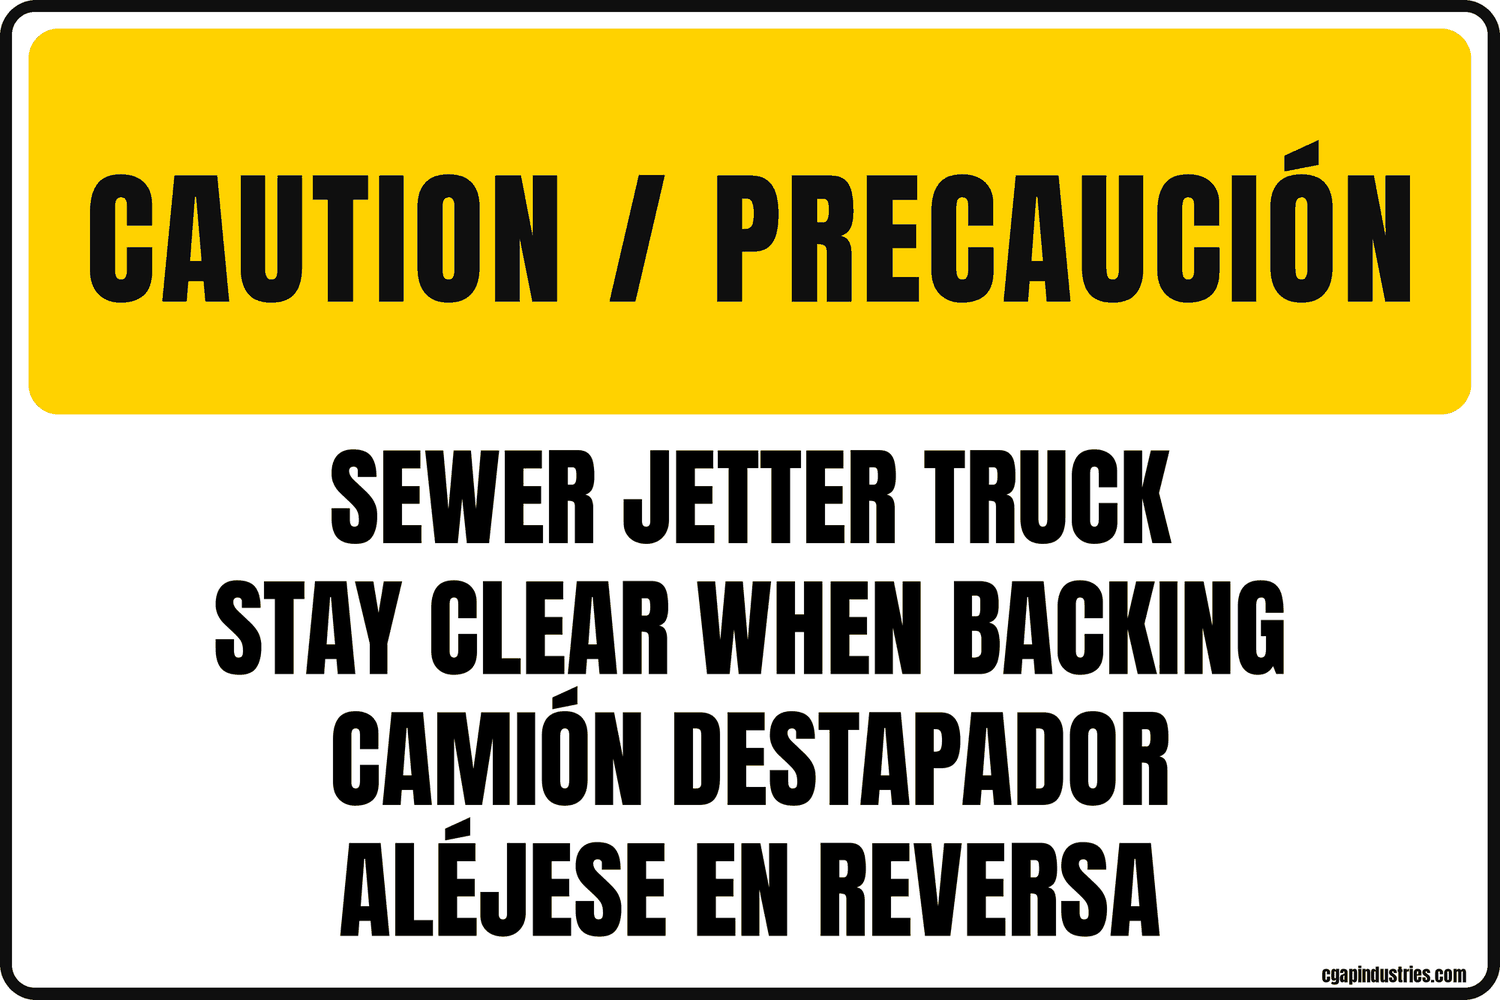 CAUTION / PRECAUCIÓN
SEWER JETTER TRUCK
STAY CLEAR WHEN BACKING
CAMIÓN DESTAPADOR
ALÉJESE EN REVERSA
cgapindustries.com